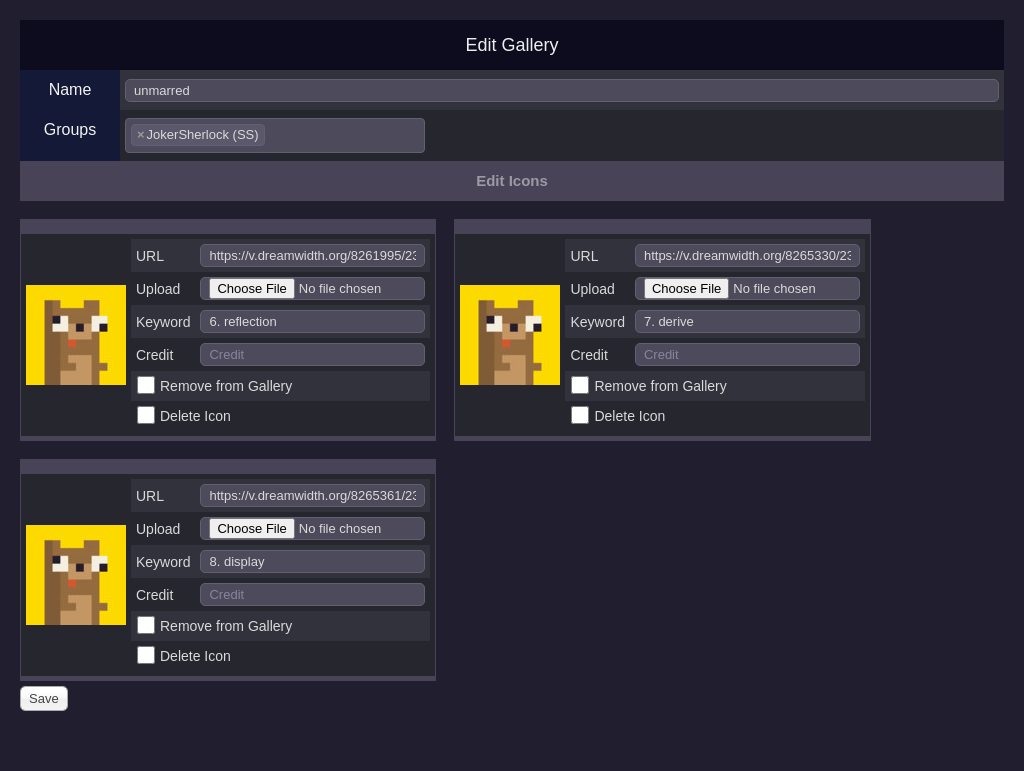 Edit Gallery
Name
unmarred
Groups
×JokerSherlock (SS)
Edit Icons
URL
https://v.dreamwidth.org/8261995/23
Upload
Choose File No file chosen
Keyword
6. reflection
Credit
Credit
Remove from Gallery
Delete Icon
URL
https://v.dreamwidth.org/8265330/23
Upload
Choose File No file chosen
Keyword
7. derive
Credit
Credit
Remove from Gallery
Delete Icon
URL
https://v.dreamwidth.org/8265361/23
Upload
Choose File No file chosen
Keyword
8. display
Credit
Credit
Remove from Gallery
Delete Icon
Save